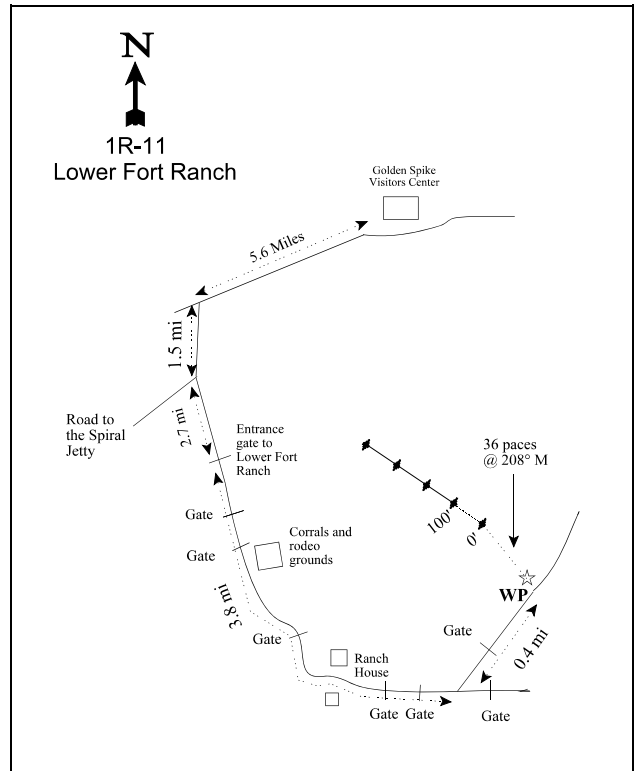 N
1R-11
Lower Fort Ranch
Golden Spike
Visitors Center
5.6 Miles
1.5 mi
Road to
the Spiral
Jetty
2.7 mi
Entrance
gate to
Lower Fort
Ranch
36 paces
@ 208° M
100'
0'
Gate
Gate
Corrals and
rodeo
grounds
WP
3.8 mi
Gate
Gate
0.4 mi
Ranch
House
Gate Gate
Gate